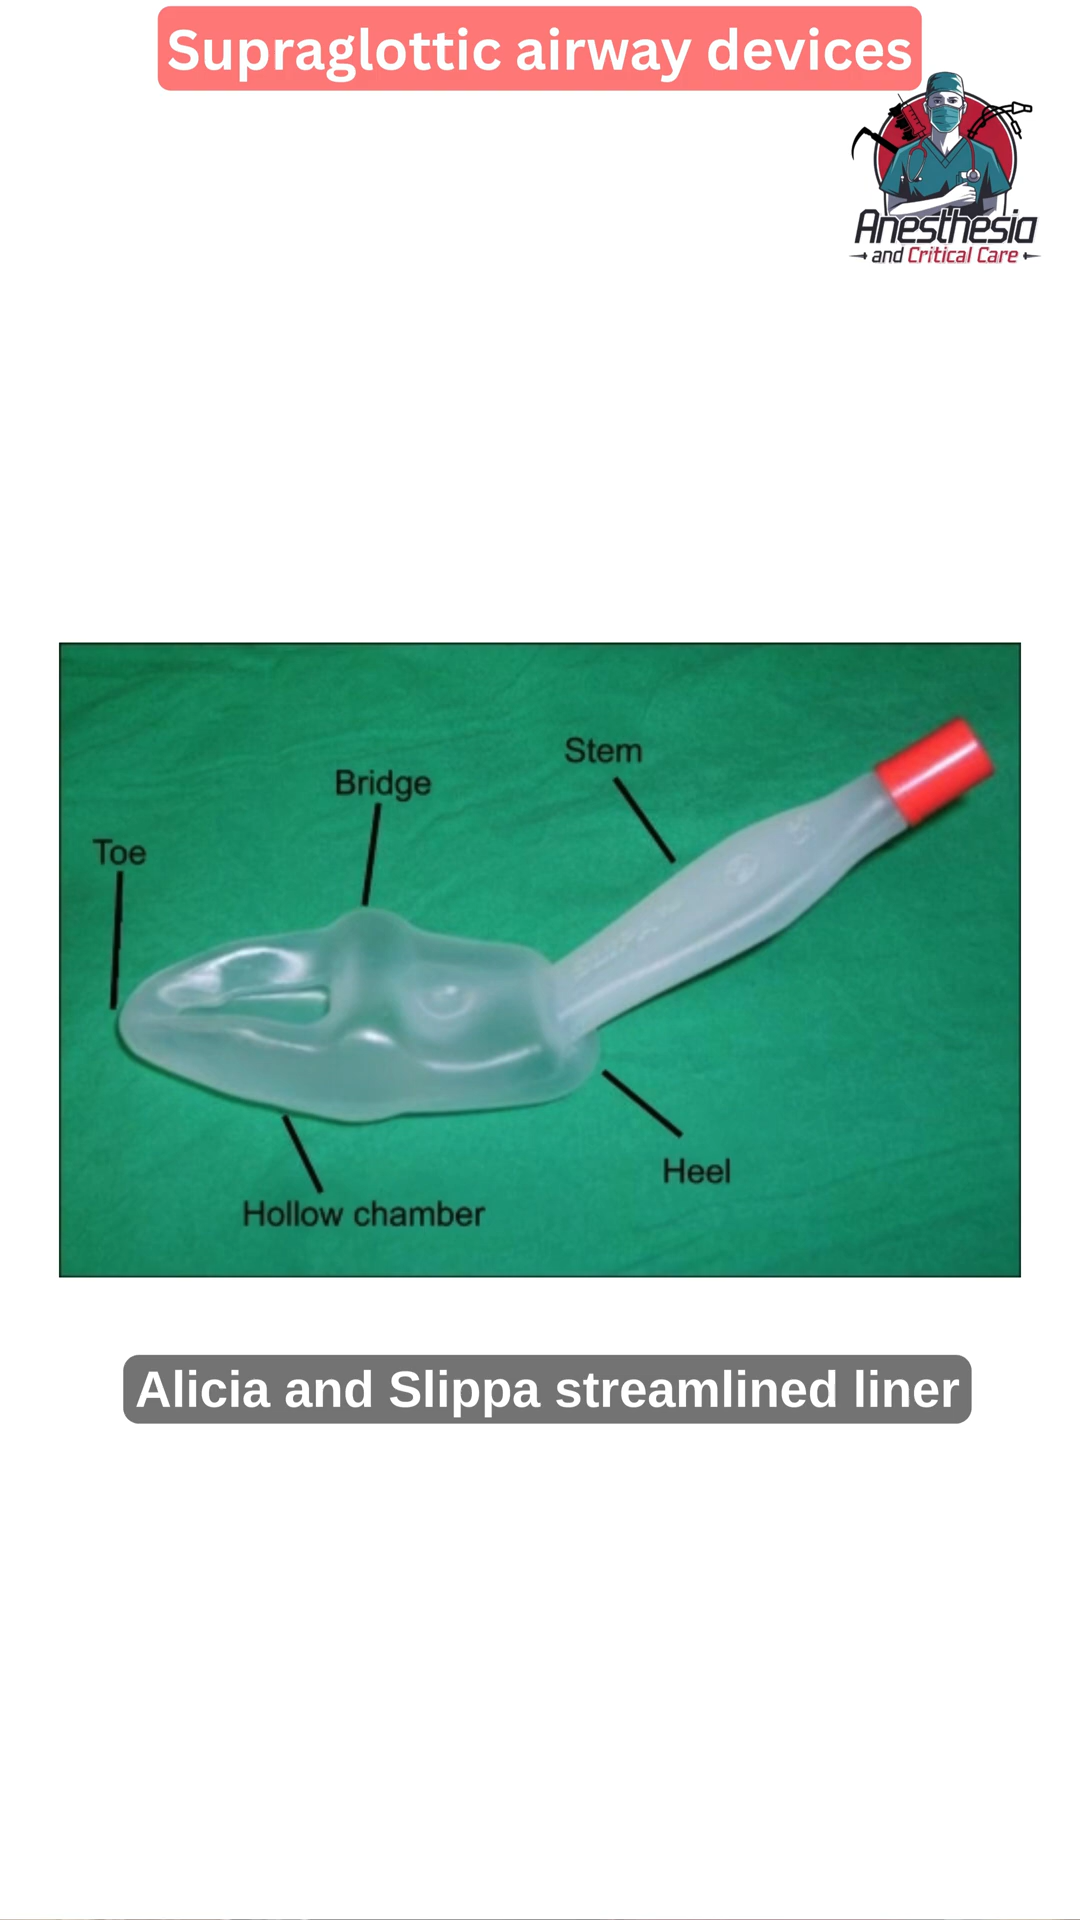 Supraglottic airway devices
Anesthesia
and Critical Care
Stem
Bridge
Toe
Heel
Hollow chamber
Alicia and Slippa streamlined liner